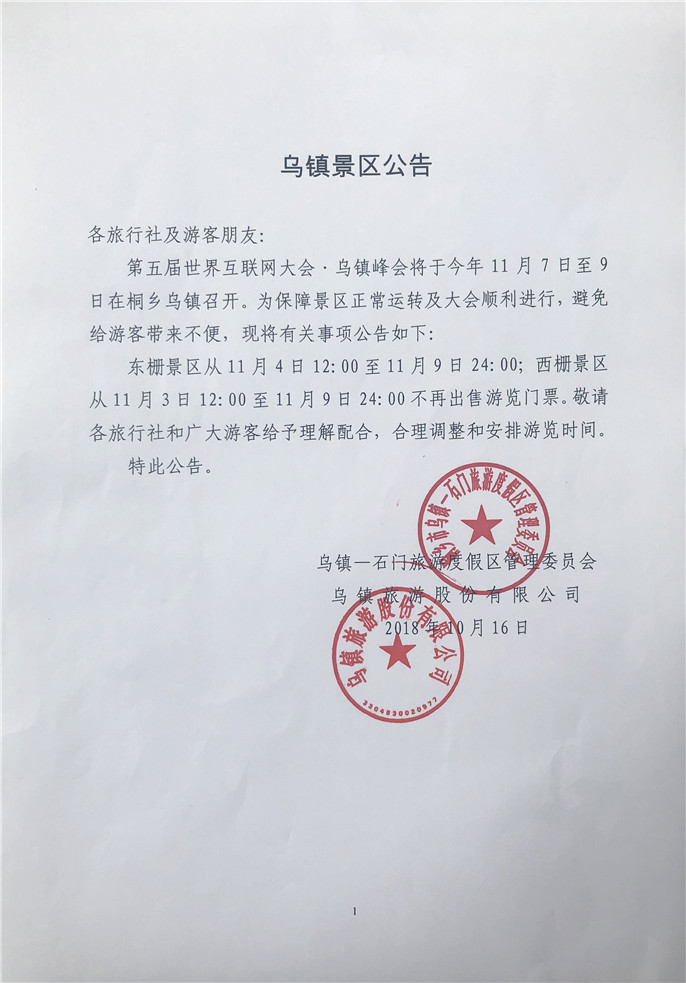 乌镇景区公告
各旅行社及游客朋友：
第五届世界互联网大会·乌镇峰会将于今年 11 月 7 日至 9
日在桐乡乌镇召开。为保障景区正常运转及大会顺利进行，避免
给游客带来不便，现将有关事项公告如下：
东栅景区从 11 月 4 日 12:00 至 11 月 9 日 24:00；西栅景区
从 11 月 3 日 12:00 至 11 月 9 日 24:00 不再出售游览门票。敬请
各旅行社和广大游客给予理解配合，合理调整和安排游览时间。
特此公告。
市乌镇—石门旅游度假区管理委员会
乌镇—石门旅游度假区管理委员会
乌镇旅游股份有限公司
2018 年 10 月 16 日
乌镇旅游股份有限公司
3304830020977
1